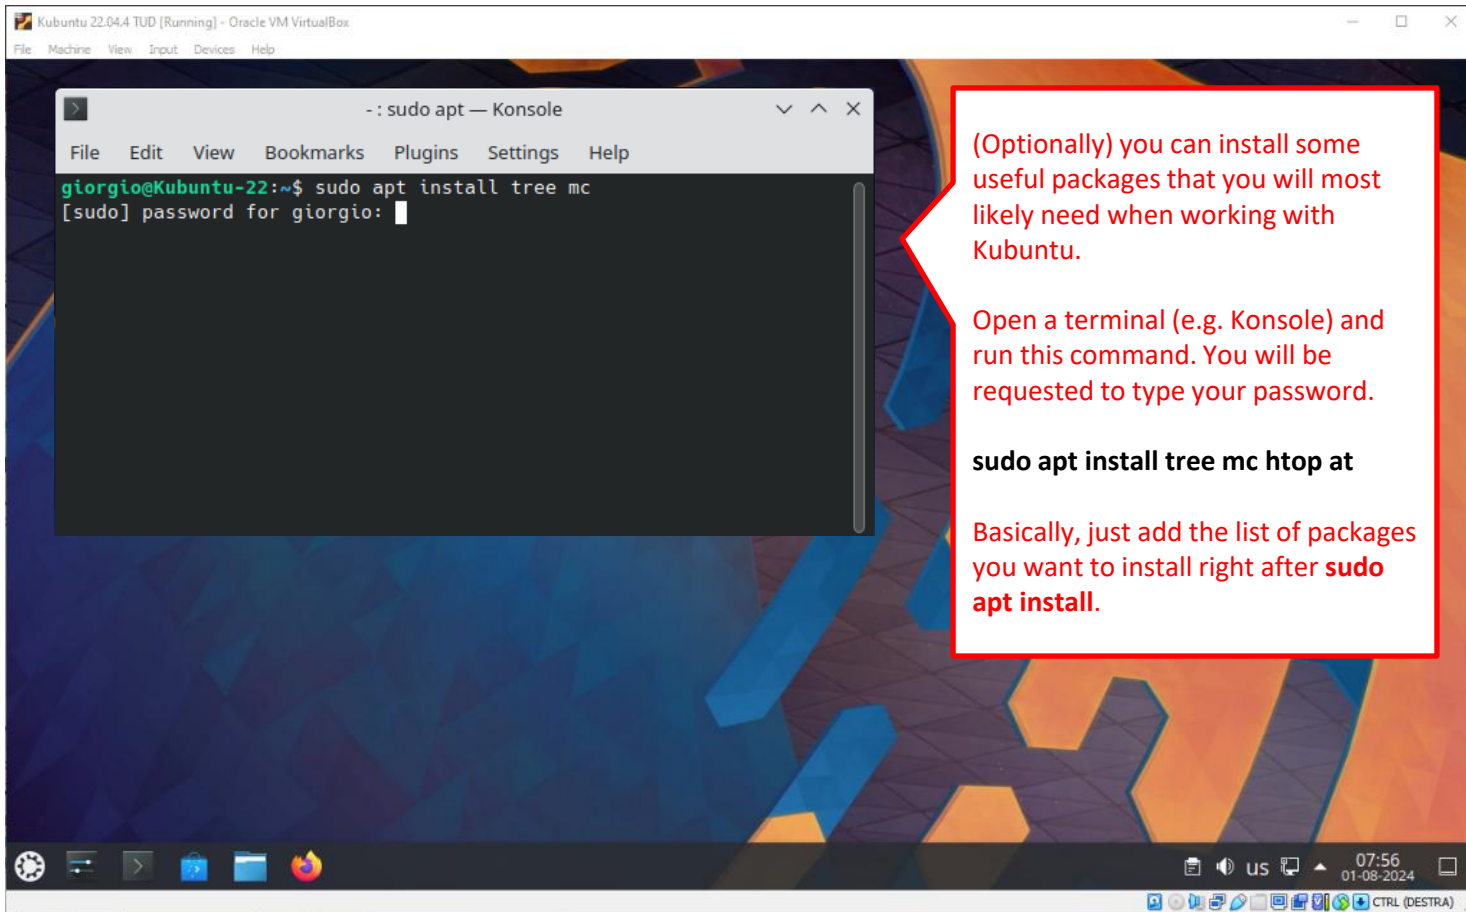 Kubuntu 22.04.4 TUD [Running] - Oracle VM VirtualBox
File Machine View Input Devices Help
- : sudo apt — Konsole
File Edit View Bookmarks Plugins Settings Help
giorgio@Kubuntu-22:~$ sudo apt install tree mc
[sudo] password for giorgio:
(Optionally) you can install some
useful packages that you will most
likely need when working with
Kubuntu.
Open a terminal (e.g. Konsole) and
run this command. You will be
requested to type your password.
sudo apt install tree mc htop at
Basically, just add the list of packages
you want to install right after sudo
apt install.
US
07:56
01-08-2024
CTRL (DESTRA)